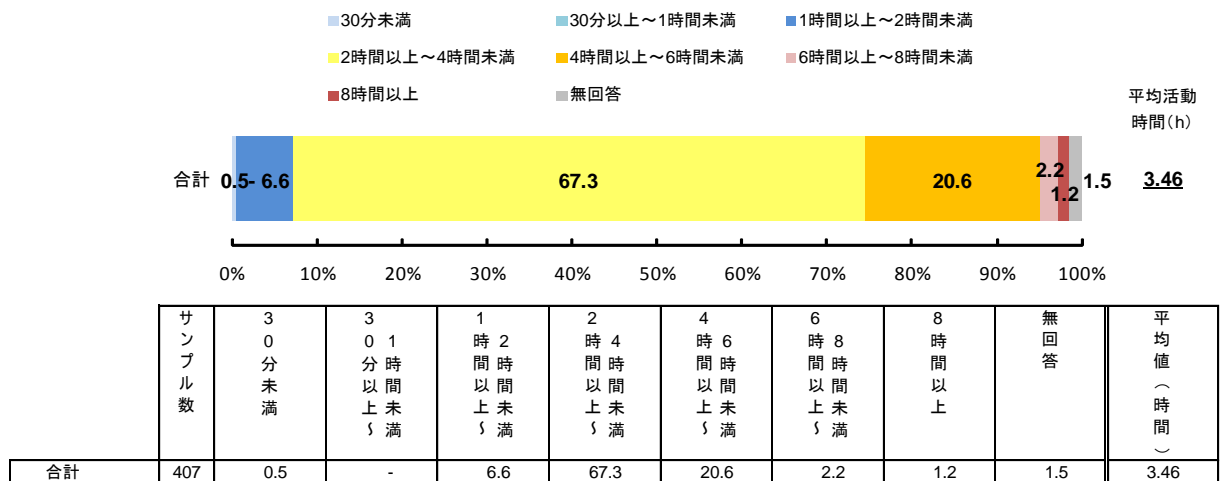 30分未満 30分以上～1時間未満 1時間以上～2時間未満
2時間以上～4時間未満 4時間以上～6時間未満 6時間以上～8時間未満
8時間以上 無回答
平均活動
時間（h）
合計 0.5 - 6.6 67.3 20.6 2.2 1.2 1.5 3.46
0% 10% 20% 30% 40% 50% 60% 70% 80% 90% 100%
サンプル数
30分未満
30分以上～
1時間未満
1時間以上～
2時間未満
2時間以上～
4時間未満
4時間以上～
6時間未満
6時間以上～
8時間未満
8時間以上
無回答
平均値（時間）
合計 407 0.5 - 6.6 67.3 20.6 2.2 1.2 1.5 3.46